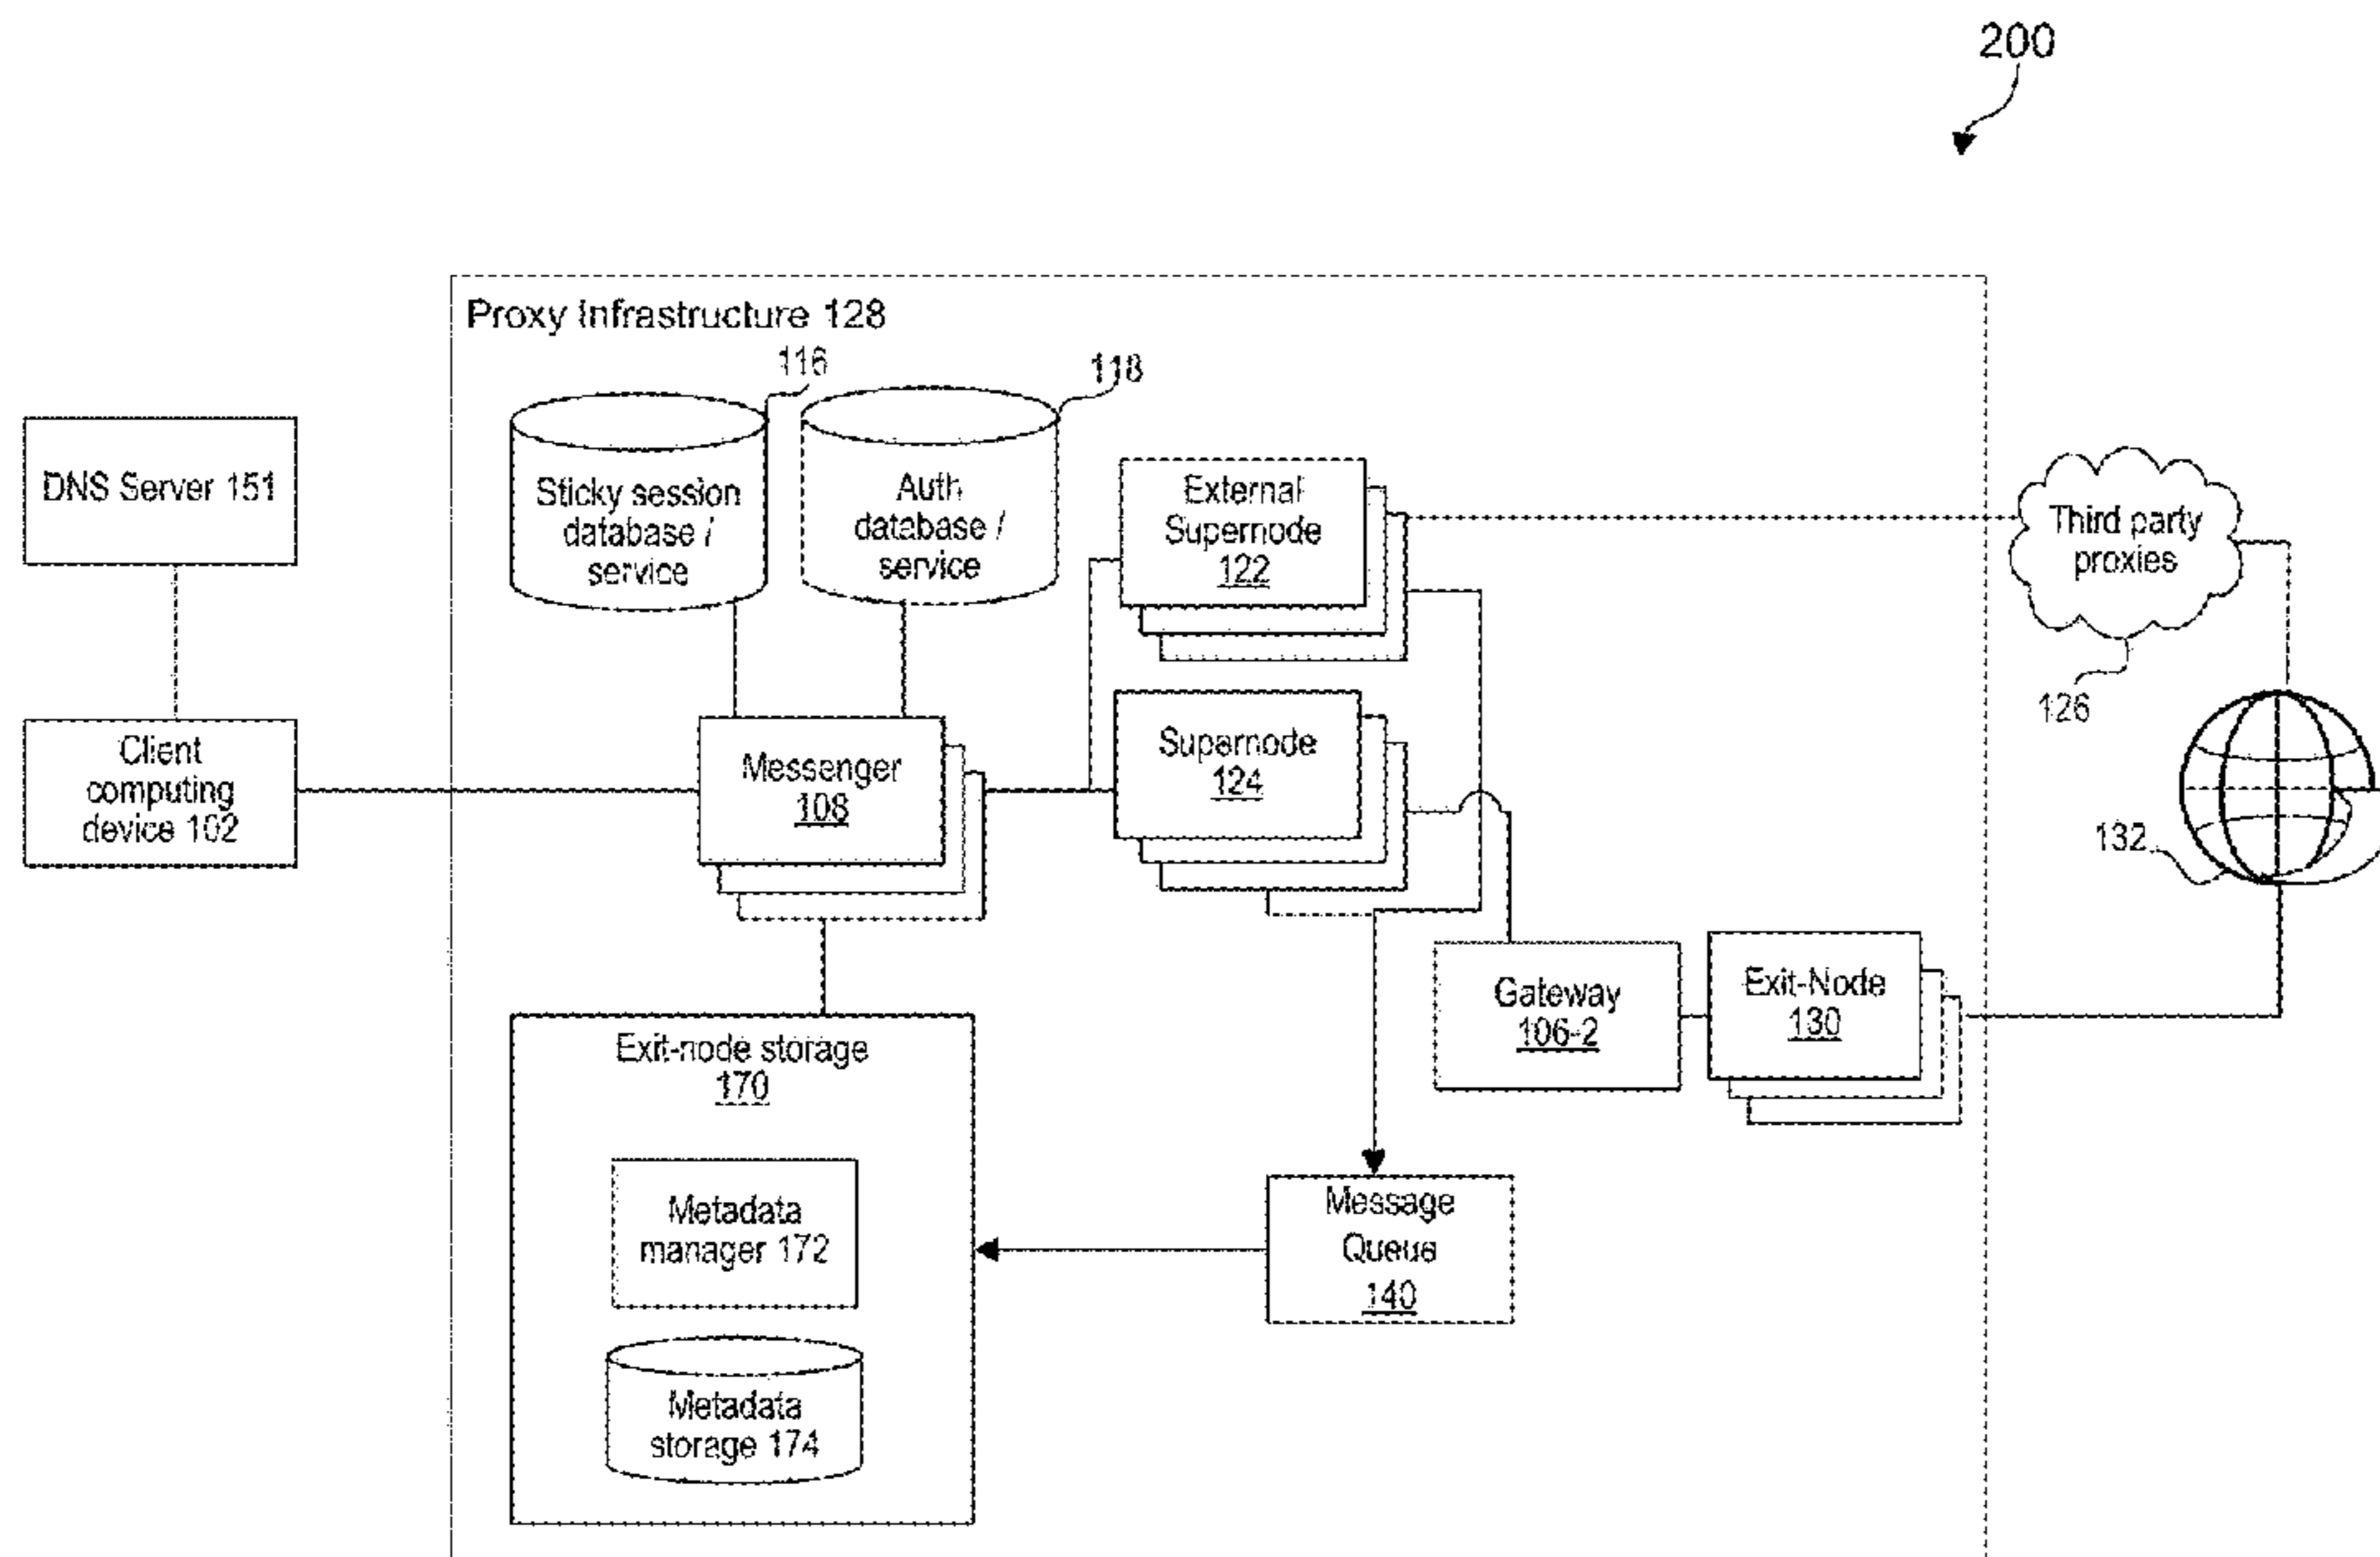 200
Proxy Infrastructure 128
116
118
DNS Server 151
Sticky session
database /
service
Auth
database /
service
External
Supernode
122
Third party
proxies
126
Client
computing
device 102
Messenger
108
Supernode
124
132
Exit-node storage
170
Gateway
106-2
Exit-Node
130
Metadata
manager 172
Message
Queue
140
Metadata
storage 174